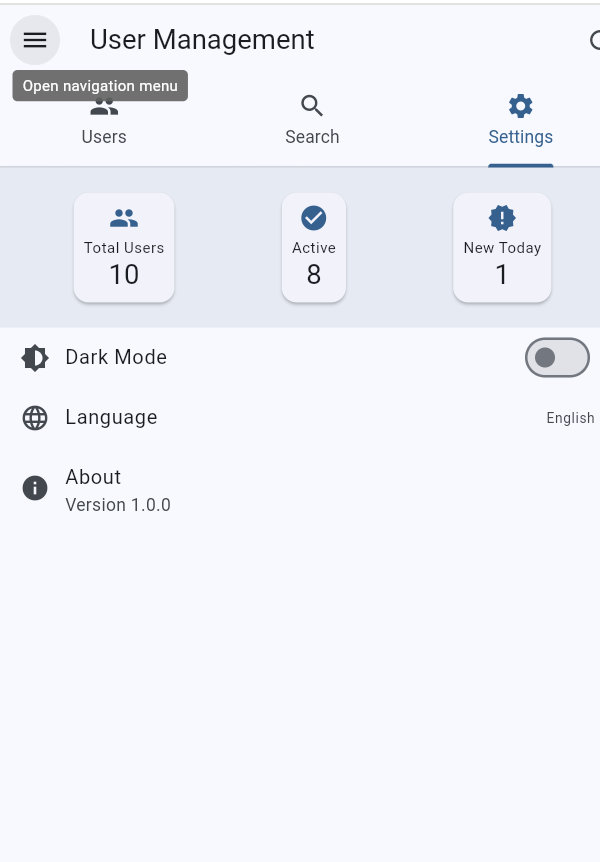 User Management
Open navigation menu
Users
Search
Settings
Total Users
10
Active
8
New Today
1
Dark Mode
Language
English
About
Version 1.0.0